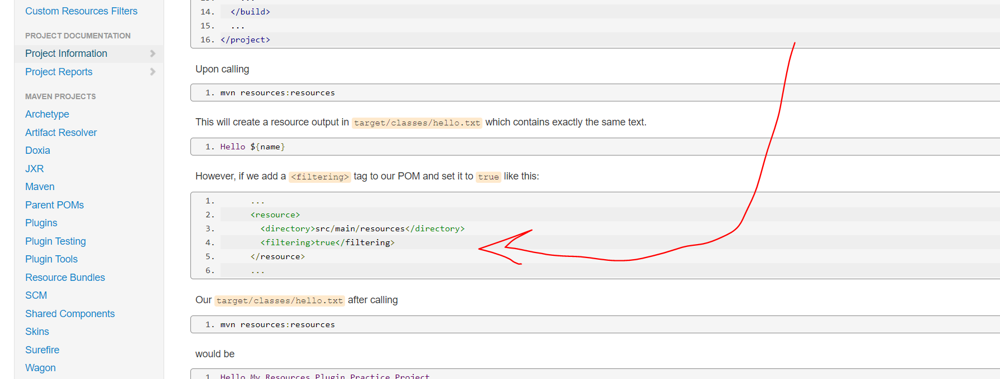 Custom Resources Filters
PROJECT DOCUMENTATION
Project Information
Project Reports
MAVEN PROJECTS
Archetype
Artifact Resolver
Doxia
JXR
Maven
Parent POMs
Plugins
Plugin Testing
Plugin Tools
Resource Bundles
SCM
Shared Components
Skins
Surefire
Wagon
14. </build>
15. ...
16. </project>
Upon calling
1. mvn resources:resources
This will create a resource output in target/classes/hello.txt which contains exactly the same text.
1. Hello ${name}
However, if we add a <filtering> tag to our POM and set it to true like this:
1. ...
2. <resource>
3. <directory>src/main/resources</directory>
4. <filtering>true</filtering>
5. </resource>
6. ...
Our target/classes/hello.txt after calling
1. mvn resources:resources
would be
1. Hello My Resources Plugin Practice Project